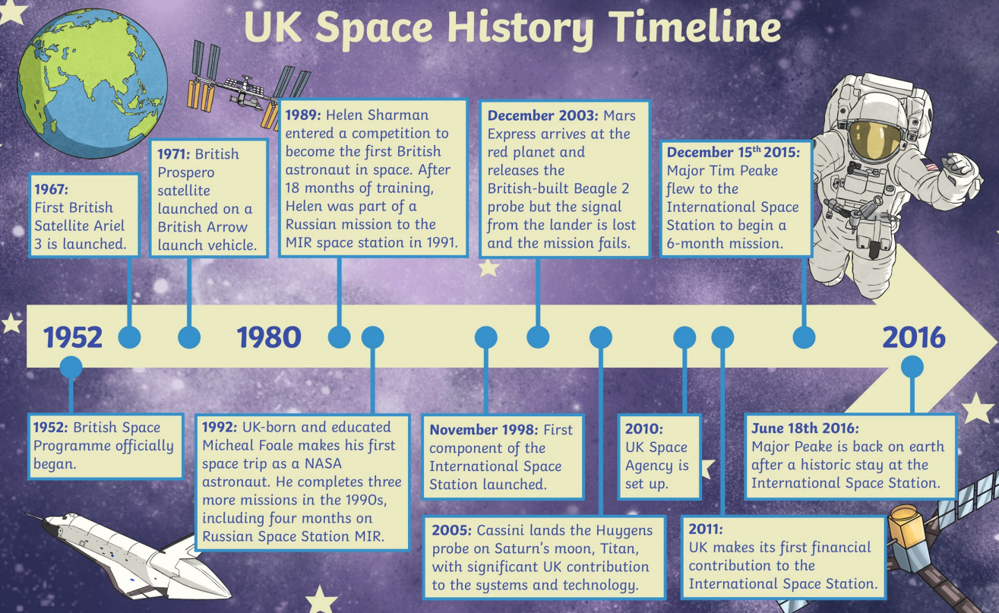 UK Space History Timeline
1967:
First British
Satellite Ariel
3 is launched.
1971: British
Prospero
satellite
launched on a
British Arrow
launch vehicle.
1989: Helen Sharman
entered a competition to
become the first British
astronaut in space. After
18 months of training,
Helen was part of a
Russian mission to the
MIR space station in 1991.
December 2003: Mars
Express arrives at the
red planet and
releases the
British-built Beagle 2
probe but the signal
from the lander is lost
and the mission fails.
December 15th 2015:
Major Tim Peake
flew to the
International Space
Station to begin a
6-month mission.
1952
1980
2016
1952: British Space
Programme officially
began.
1992: UK-born and educated
Micheal Foale makes his first
space trip as a NASA
astronaut. He completes three
more missions in the 1990s,
including four months on
Russian Space Station MIR.
November 1998: First
component of the
International Space
Station launched.
2005: Cassini lands the Huygens
probe on Saturn's moon, Titan,
with significant UK contribution
to the systems and technology.
2010:
UK Space
Agency is
set up.
2011:
UK makes its first financial
contribution to the
International Space Station.
June 18th 2016:
Major Peake is back on earth
after a historic stay at the
International Space Station.